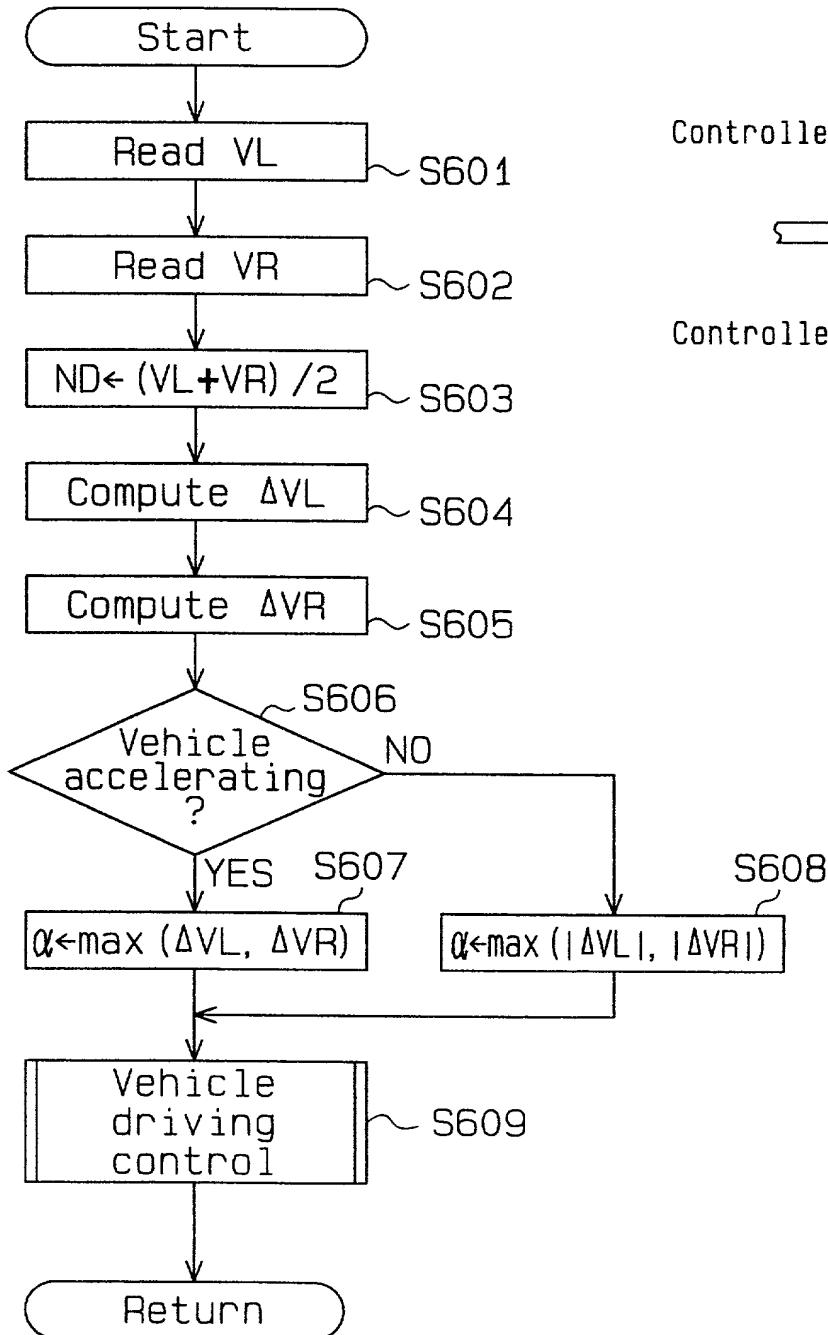 Start
Read VL
S601
Read VR
S602
ND← (VL+VR) /2
S603
Compute ΔVL
S604
Compute ΔVR
S605
S606
Vehicle
accelerating
?
NO
YES
S607
α←max (ΔVL, ΔVR)
S608
α←max (|ΔVL|, |ΔVR|)
Vehicle
driving
control
S609
Return
Controlle
Controlle